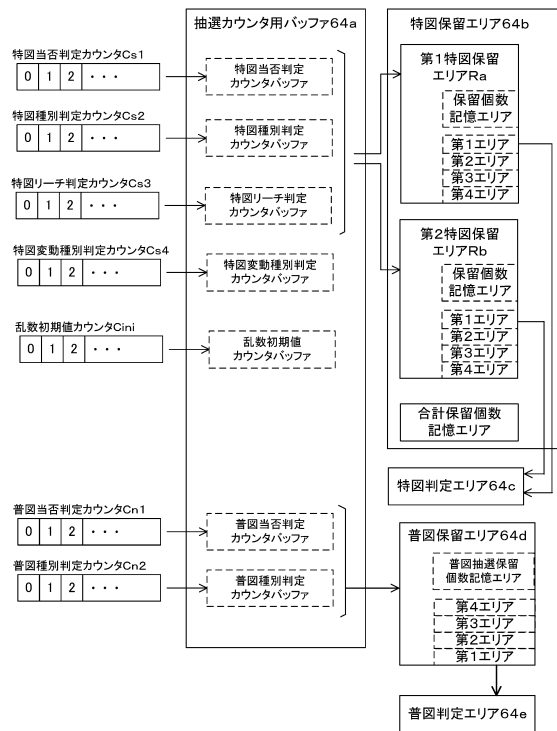 抽選カウンタ用バッファ64a
特図当否判定カウンタCs1
0 1 2 ・・・
特図当否判定
カウンタバッファ
特図種別判定カウンタCs2
0 1 2 ・・・
特図種別判定
カウンタバッファ
特図リーチ判定カウンタCs3
0 1 2 ・・・
特図リーチ判定
カウンタバッファ
特図変動種別判定カウンタCs4
0 1 2 ・・・
特図変動種別判定
カウンタバッファ
乱数初期値カウンタCini
0 1 2 ・・・
乱数初期値
カウンタバッファ
普図当否判定カウンタCn1
0 1 2 ・・・
普図当否判定
カウンタバッファ
普図種別判定カウンタCn2
0 1 2 ・・・
普図種別判定
カウンタバッファ
特図保留エリア64b
第1特図保留
エリアRa
保留個数
記憶エリア
第1エリア
第2エリア
第3エリア
第4エリア
第2特図保留
エリアRb
保留個数
記憶エリア
第1エリア
第2エリア
第3エリア
第4エリア
合計保留個数
記憶エリア
特図判定エリア64c
普図保留エリア64d
普図抽選保留
個数記憶エリア
第4エリア
第3エリア
第2エリア
第1エリア
普図判定エリア64e